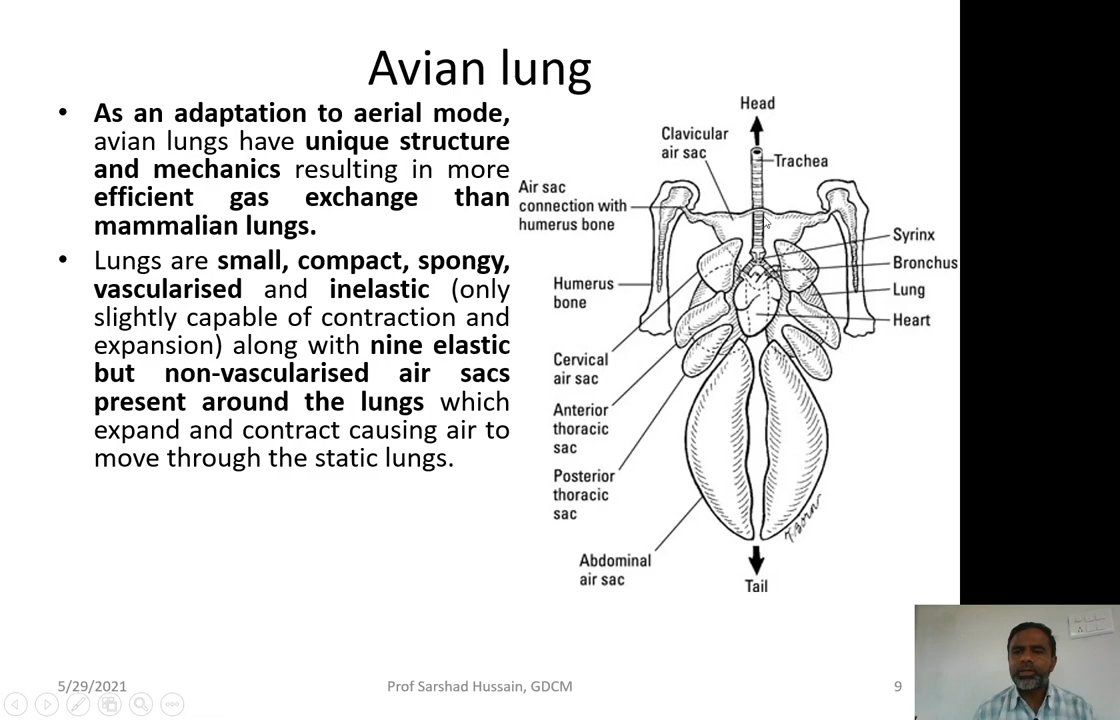 Avian lung
• As an adaptation to aerial mode,
avian lungs have unique structure
and mechanics resulting in more
efficient gas exchange than
mammalian lungs.
• Lungs are small, compact, spongy,
vascularised and inelastic (only
slightly capable of contraction and
expansion) along with nine elastic
but non-vascularised air sacs
present around the lungs which
expand and contract causing air to
move through the static lungs.
Head
Clavicular
air sac
Trachea
Air sac
connection with
humerus bone
Syrinx
Bronchus
Lung
Heart
Humerus
bone
Cervical
air sac
Anterior
thoracic
sac
Posterior
thoracic
sac
Abdominal
air sac
K. Born
Tail
5/29/2021
Prof Sarshad Hussain, GDCM
9